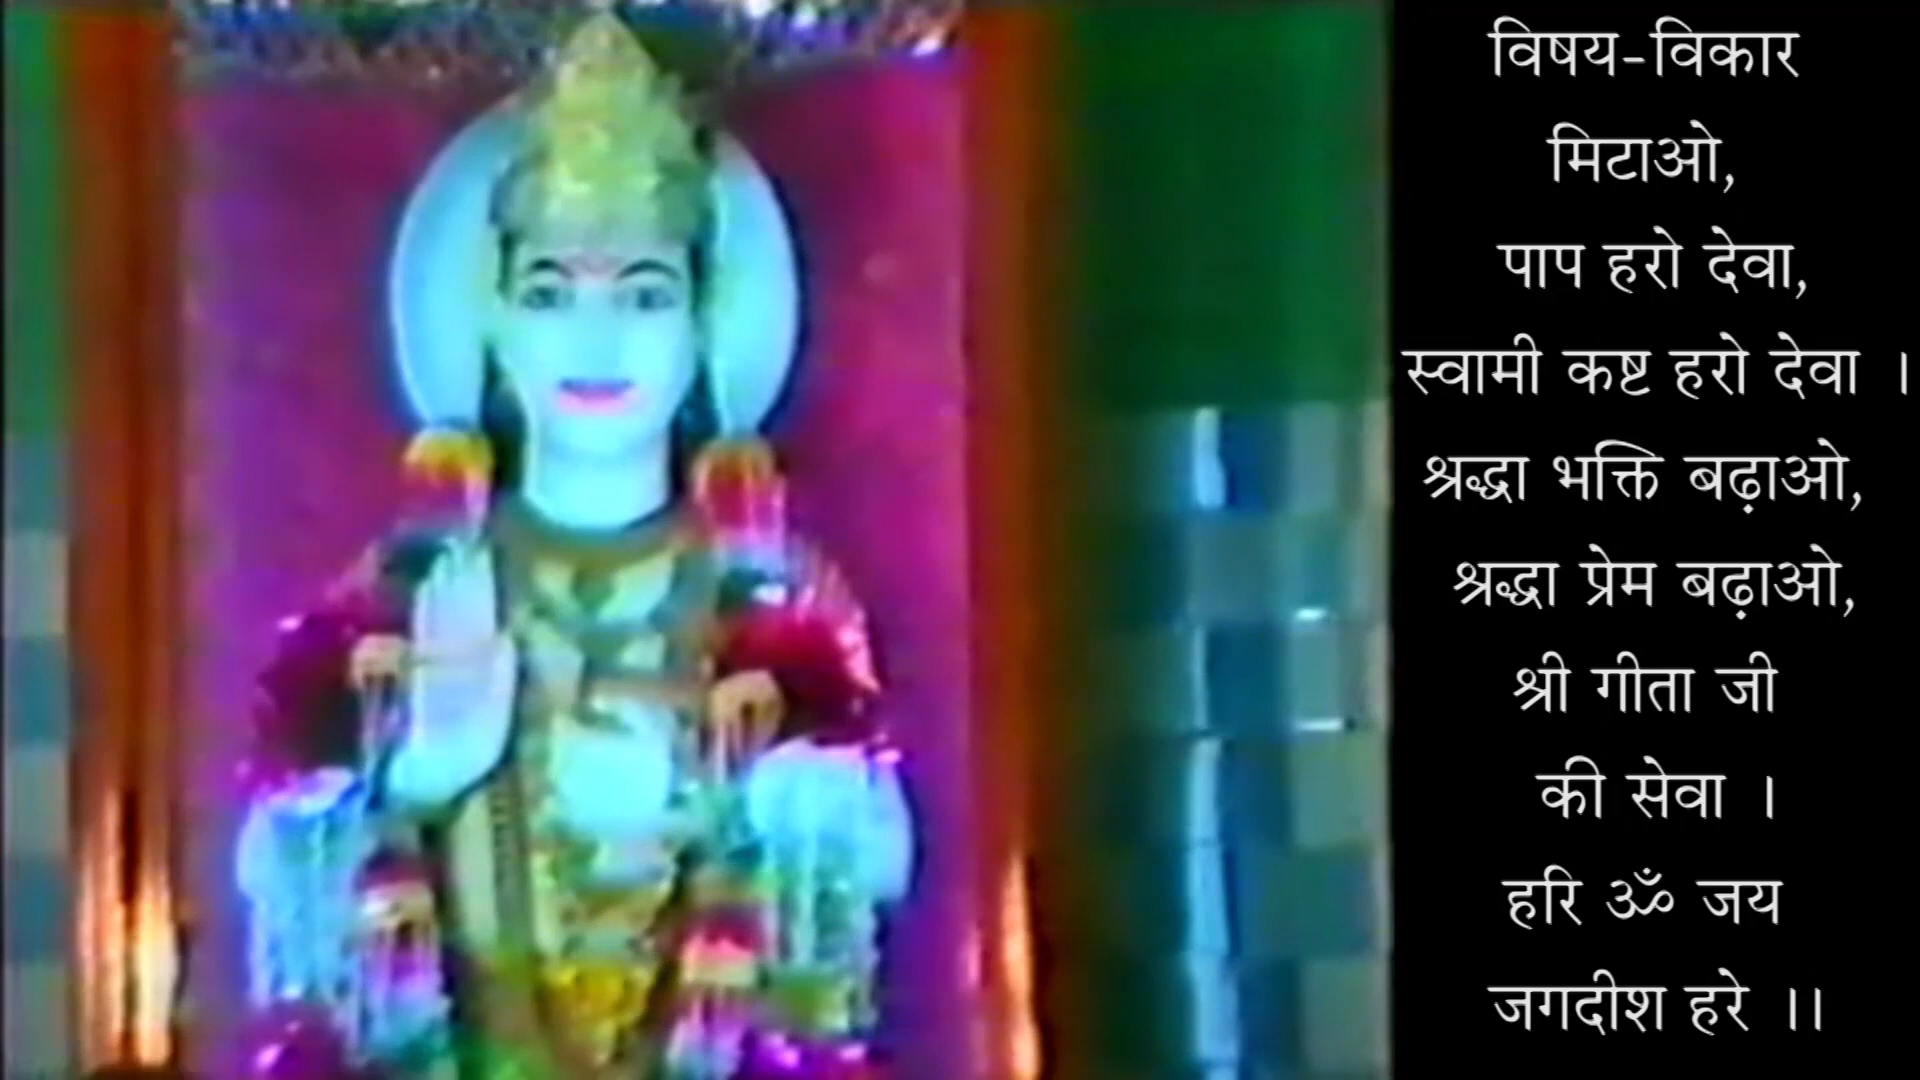 विषय-विकार
मिटाओ,
पाप हरो देवा,
स्वामी कष्ट हरो देवा ।
श्रद्धा भक्ति बढ़ाओ,
श्रद्धा प्रेम बढ़ाओ,
श्री गीता जी
की सेवा ।
हरि ॐ जय
जगदीश हरे ।।